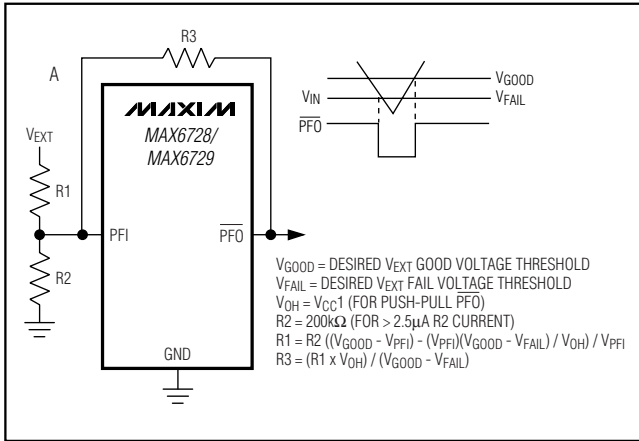 R3
A
MAXIM
MAX6728/
MAX6729
VEXT
R1
R2
PFI
PFO
GND
VIN
VGOOD
VFAIL
PFO
VGOOD = DESIRED VEXT GOOD VOLTAGE THRESHOLD
VFAIL = DESIRED VEXT FAIL VOLTAGE THRESHOLD
VOH = VCC1 (FOR PUSH-PULL PFO)
R2 = 200kΩ (FOR > 2.5µA R2 CURRENT)
R1 = R2 ((VGOOD - VPFI) - (VPFI)(VGOOD - VFAIL) / VOH) / VPFI
R3 = (R1 x VOH) / (VGOOD - VFAIL)